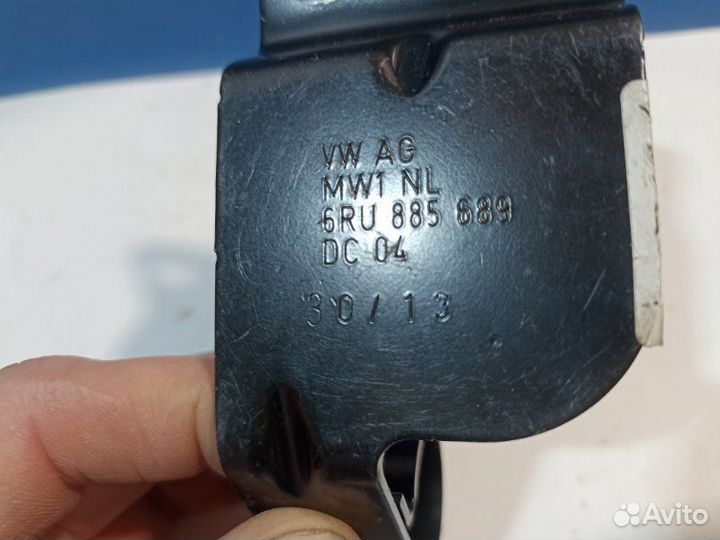 VW AG
MW1 NL
6RU 885 689
DC 04
30/13
Avito